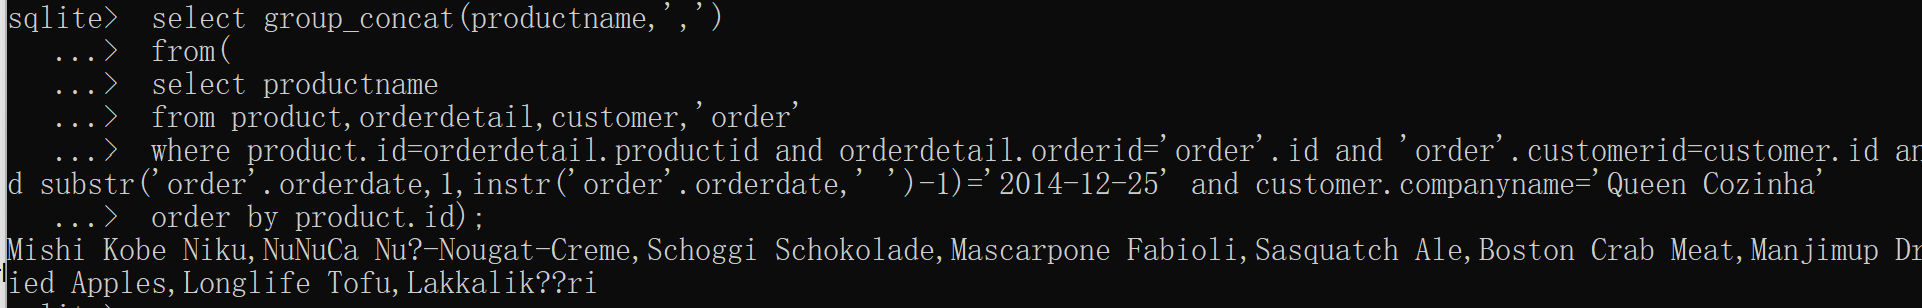 sqlite>  select group_concat(productname,',')
   ...>  from(
   ...>  select productname
   ...>  from product,orderdetail,customer,'order'
   ...>  where product.id=orderdetail.productid and orderdetail.orderid='order'.id and 'order'.customerid=customer.id an
d substr('order'.orderdate,1,instr('order'.orderdate,' ')-1)='2014-12-25' and customer.companyname='Queen Cozinha'
   ...>  order by product.id);
Mishi Kobe Niku,NuNuCa Nu?-Nougat-Creme,Schoggi Schokolade,Mascarpone Fabioli,Sasquatch Ale,Boston Crab Meat,Manjimup Dr
ied Apples,Longlife Tofu,Lakkalik??ri